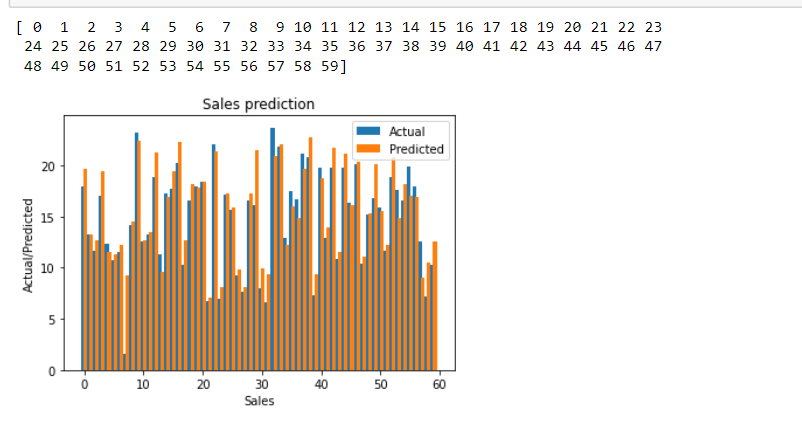 [ 0 1 2 3 4 5 6 7 8 9 10 11 12 13 14 15 16 17 18 19 20 21 22 23
24 25 26 27 28 29 30 31 32 33 34 35 36 37 38 39 40 41 42 43 44 45 46 47
48 49 50 51 52 53 54 55 56 57 58 59]
Sales prediction
Actual
Predicted
20
15
10
5
0
Actual/Predicted
0 10 20 30 40 50 60
Sales